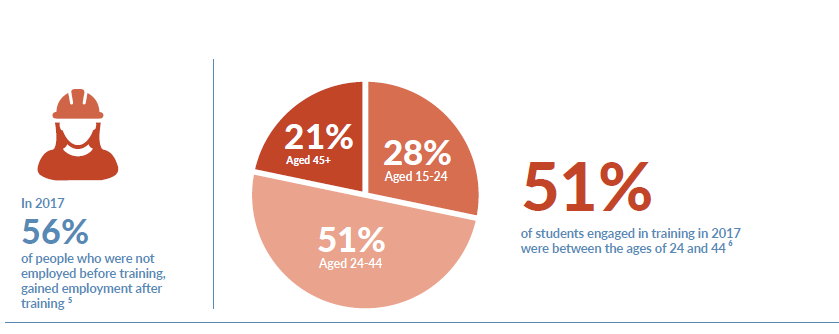 In 2017
56%
of people who were not
employed before training,
gained employment after
training 5
21%
Aged 45+
28%
Aged 15-24
51%
Aged 24-44
51%
of students engaged in training in 2017
were between the ages of 24 and 44 6